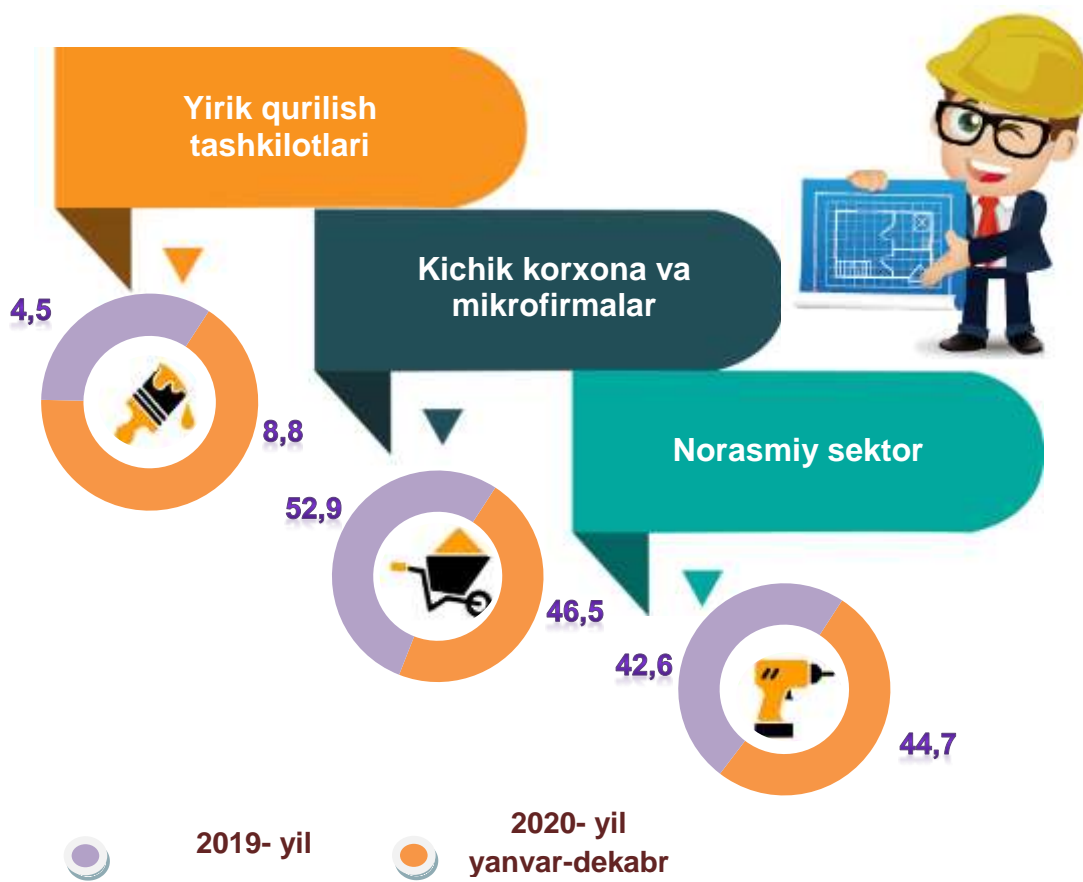 Yirik qurilish
tashkilotlari
Kichik korxona va
mikrofirmalar
4,5
8,8
Norasmiy sektor
52,9
46,5
42,6
44,7
2019- yil
2020- yil
yanvar-dekabr